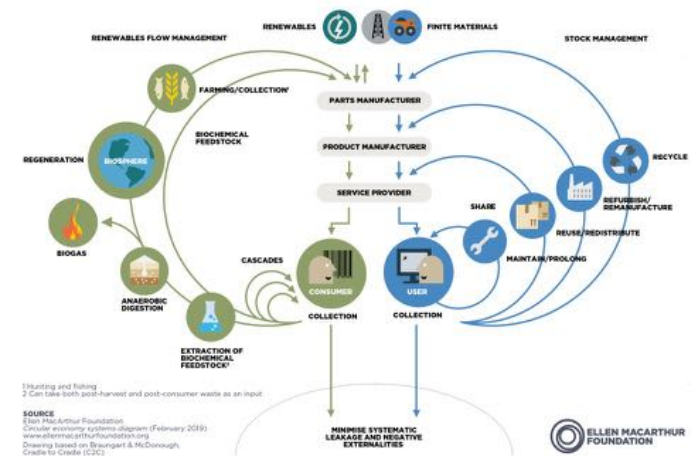 RENEWABLES
FINITE MATERIALS
RENEWABLES FLOW MANAGEMENT
STOCK MANAGEMENT
FARMING/COLLECTION¹
PARTS MANUFACTURER
BIOCHEMICAL
FEEDSTOCK
PRODUCT MANUFACTURER
REGENERATION
BIOSPHERE
RECYCLE
SERVICE PROVIDER
SHARE
REFURBISH/
REMANUFACTURE
REUSE/REDISTRIBUTE
BIOGAS
CASCADES
MAINTAIN/PROLONG
CONSUMER
USER
ANAEROBIC
DIGESTION
COLLECTION
COLLECTION
EXTRACTION OF
BIOCHEMICAL
FEEDSTOCK²
1 Hunting and fishing
2 Can take both post-harvest and post-consumer waste as an input
SOURCE
Ellen MacArthur Foundation
Circular economy systems diagram (February 2019)
www.ellenmacarthurfoundation.org
Drawing based on Braungart & McDonough,
Cradle to Cradle (C2C)
MINIMISE SYSTEMATIC
LEAKAGE AND NEGATIVE
EXTERNALITIES
ELLEN MACARTHUR
FOUNDATION